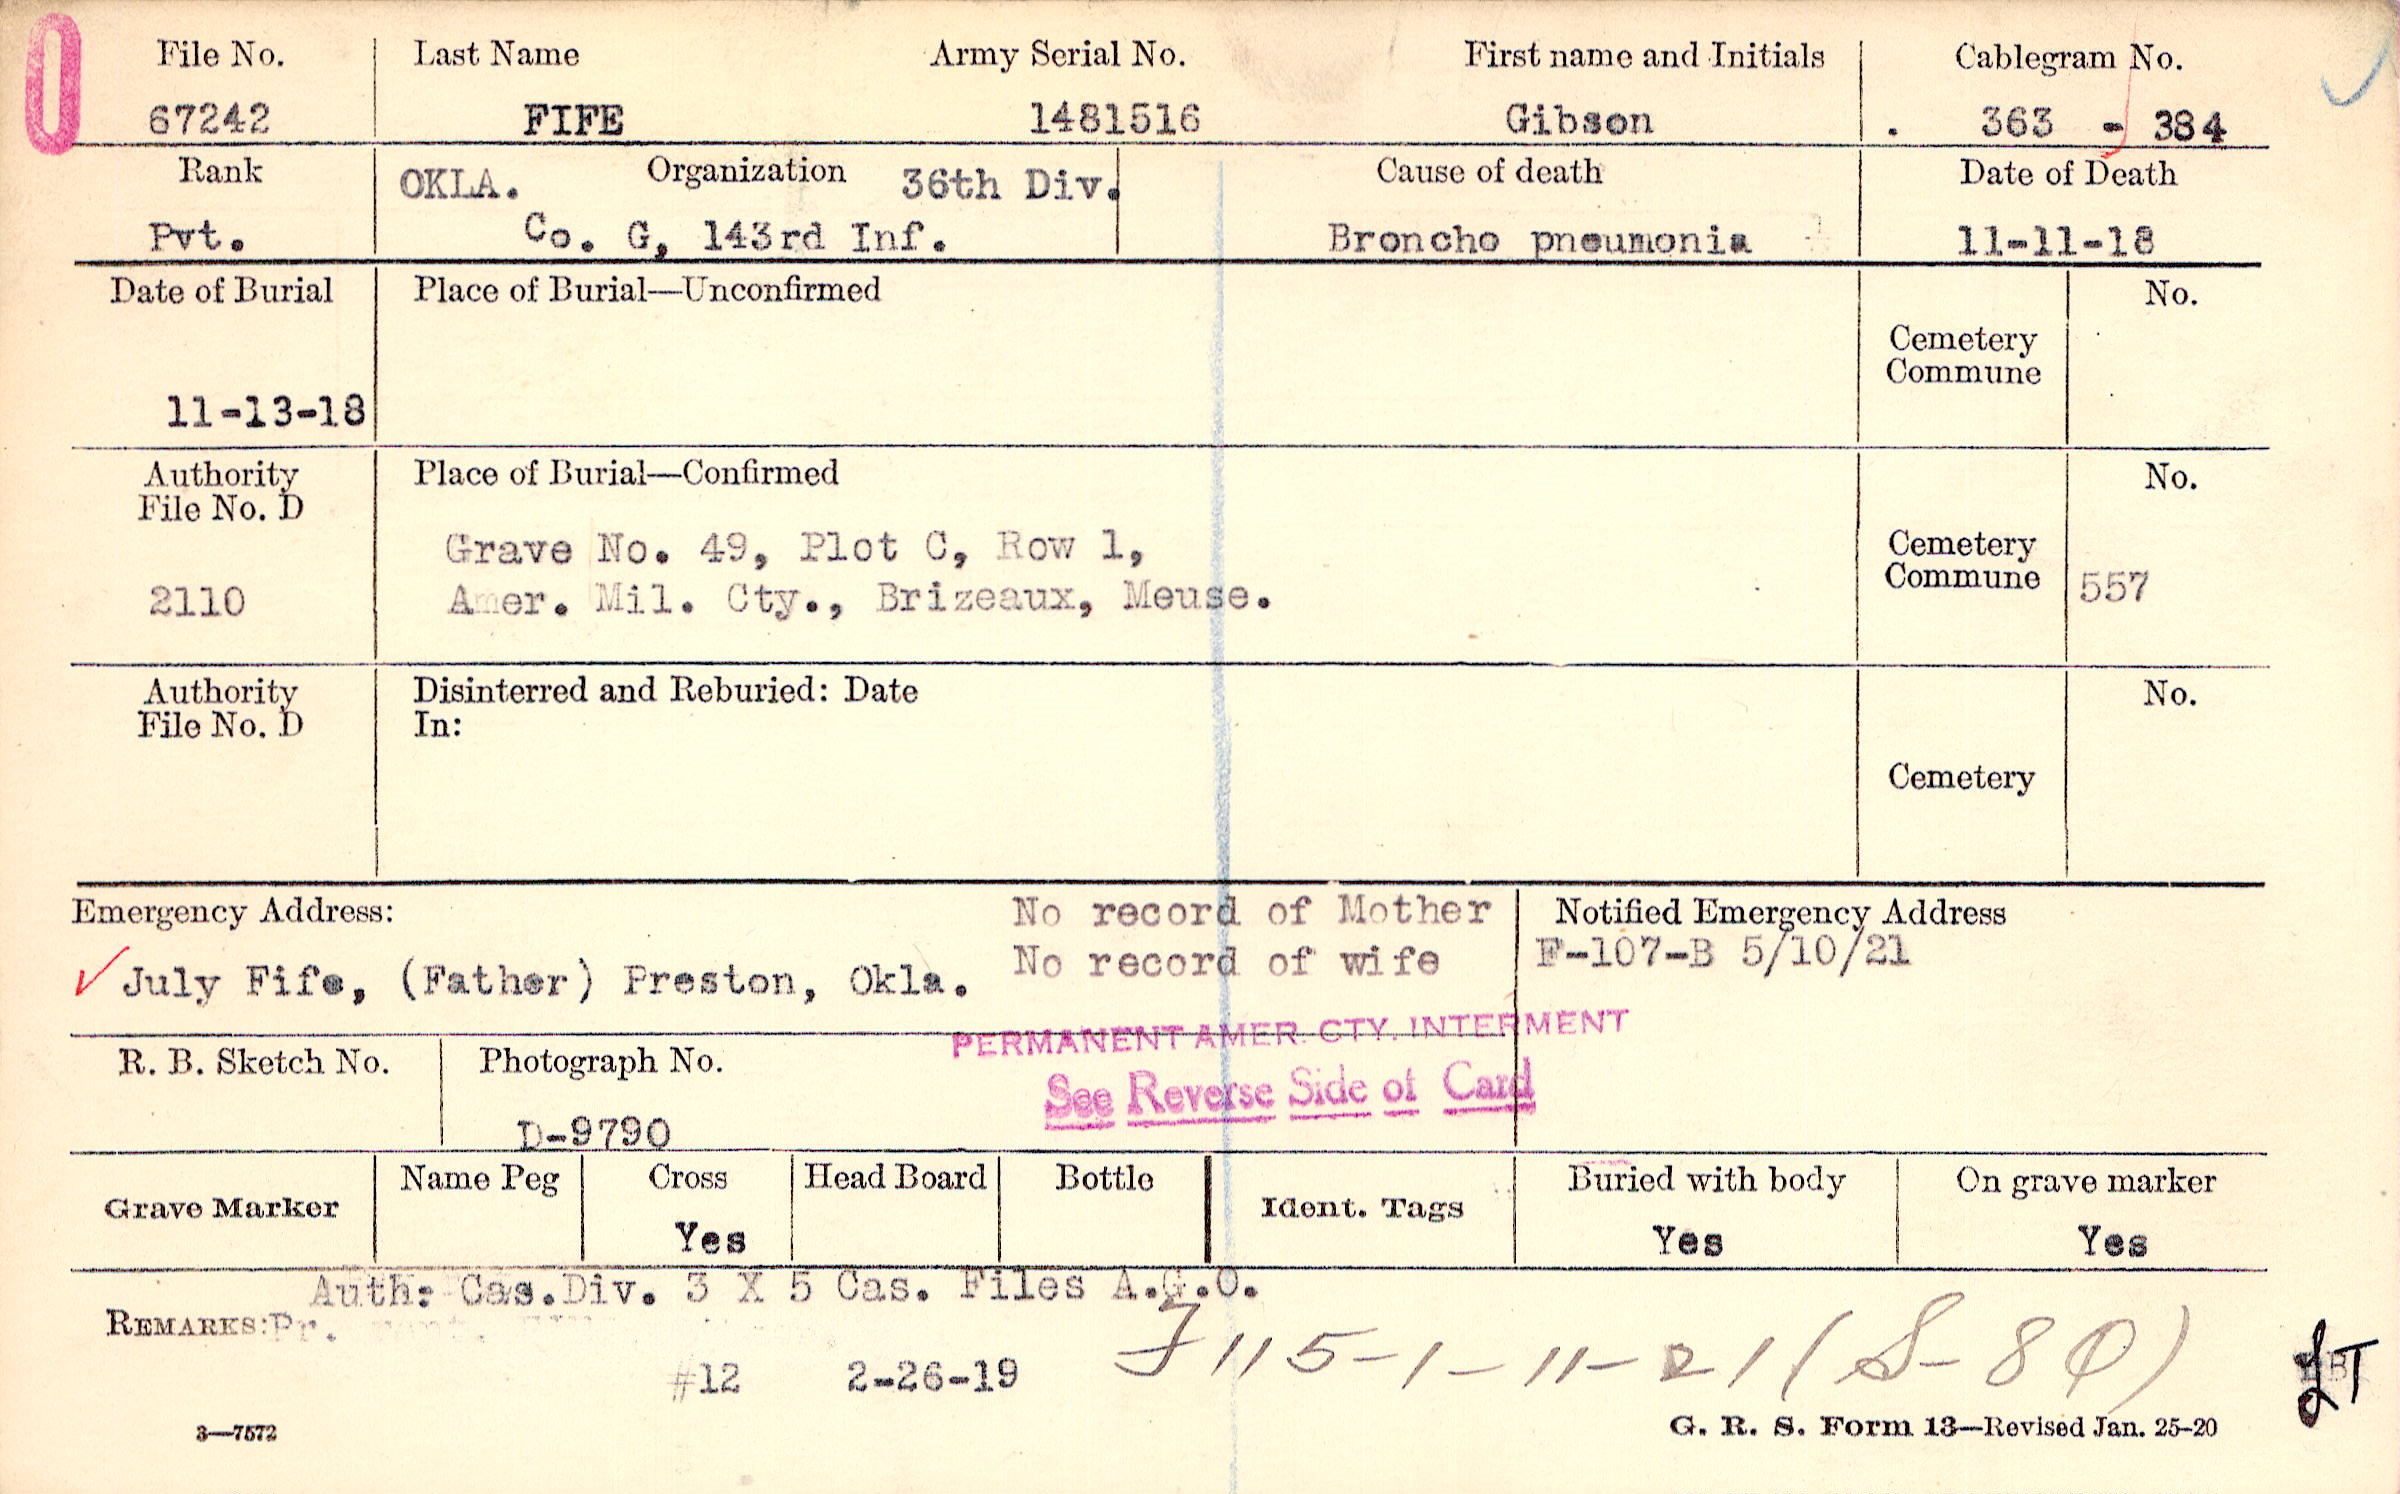 0
File No. Last Name Army Serial No. First name and Initials Cablegram No.
67242 FIFE 1481516 Gibson . 363 - 384
Rank OKLA. Organization 36th Div. Cause of death Date of Death
Pvt. Co. G, 143rd Inf. Broncho pneumonia 11-11-18
Date of Burial Place of Burial—Unconfirmed No.
Cemetery
Commune
11-13-18
Authority Place of Burial—Confirmed No.
File No. D
Grave No. 49, Plot C, Row 1, Cemetery
2110 Amer. Mil. Cty., Brizeaux, Meuse. Commune 557
Authority Disinterred and Reburied: Date No.
File No. D In:
Cemetery
Emergency Address: No record of Mother Notified Emergency Address
No record of wife F-107-B 5/10/21
July Fife, (Father) Preston, Okla.
PERMANENT AMER. CTY. INTERMENT
R. B. Sketch No. Photograph No.
See Reverse Side of Card
D-9790
Grave Marker Name Peg Cross Head Board Bottle Ident. Tags Buried with body On grave marker
Yes Yes Yes
Auth: Cas.Div. 3 X 5 Cas. Files A.G.O.
REMARKS: Pr.
#12 2-26-19 F115-1-11-21 (S-8Q)
3—7572 G. R. S. Form 13—Revised Jan. 25-20